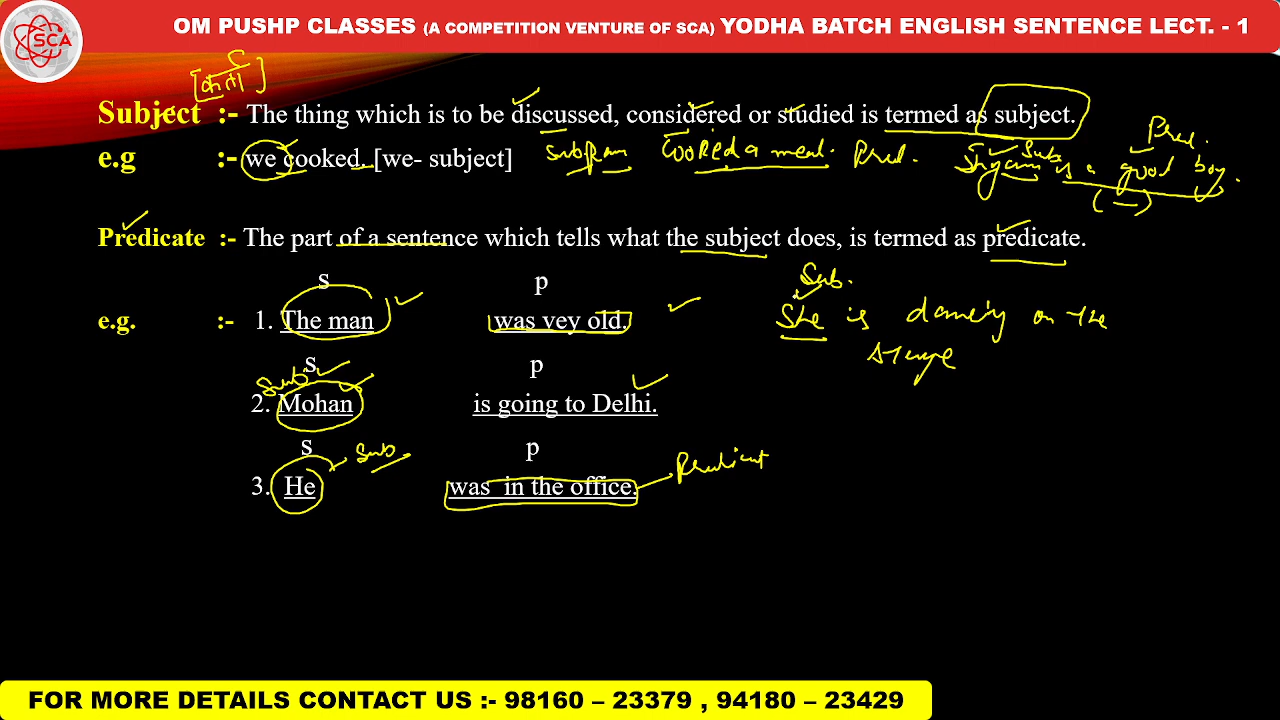 OM PUSHP CLASSES (A COMPETITION VENTURE OF SCA) YODHA BATCH ENGLISH SENTENCE LECT. - 1
SCA
[कर्ता]
Subject :- The thing which is to be discussed, considered or studied is termed as subject.
Pred.
e.g :- we cooked. [we- subject] cooked a meal. Pred. Shyam is a good boy.
Sub
Predicate :- The part of a sentence which tells what the subject does, is termed as predicate.
s p
Sub.
e.g. :- 1. The man was vey old. She is dancing on the
stage
s p
Sub
2. Mohan is going to Delhi.
s p
Sub
3. He was in the office.
FOR MORE DETAILS CONTACT US :- 98160 – 23379 , 94180 – 23429